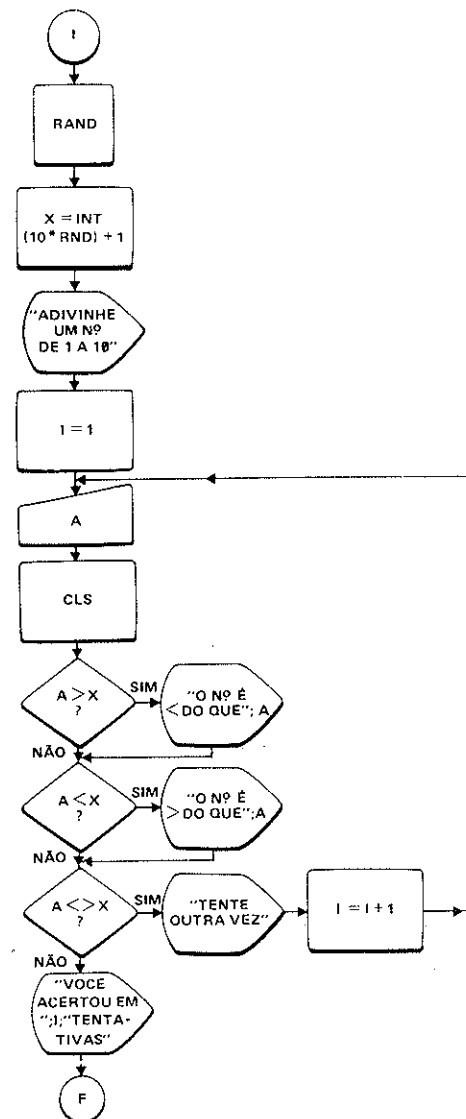 I
RAND
X = INT
(10 * RND) + 1
"ADIVINHE
UM Nº
DE 1 A 10"
I = 1
A
CLS
A > X
?
SIM
"O Nº É
< DO QUE"; A
NÃO
A < X
?
SIM
"O Nº É
> DO QUE";A
NÃO
A < > X
?
SIM
"TENTE
OUTRA VEZ"
I = I + 1
NÃO
"VOCE
ACERTOU EM
";I;"TENTA-
TIVAS"
F